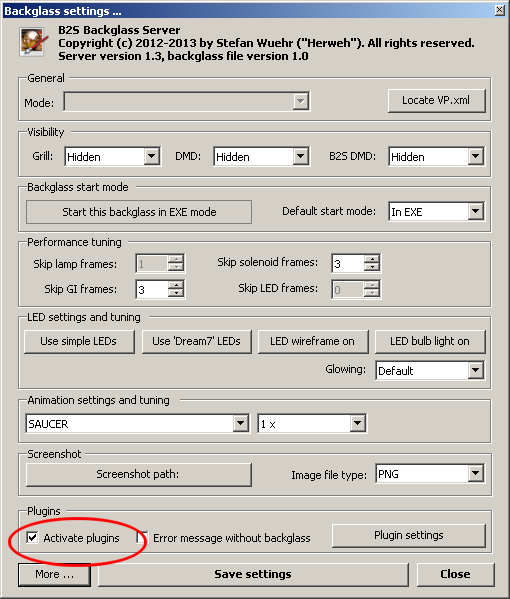 Backglass settings ...
B2S Backglass Server
Copyright (c) 2012-2013 by Stefan Wuehr ("Herweh"). All rights reserved.
Server version 1.3, backglass file version 1.0
General
Mode:
Locate VP.xml
Visibility
Grill: Hidden DMD: Hidden B2S DMD: Hidden
Backglass start mode
Start this backglass in EXE mode Default start mode: In EXE
Performance tuning
Skip lamp frames: 1 Skip solenoid frames: 3
Skip GI frames: 3 Skip LED frames: 0
LED settings and tuning
Use simple LEDs Use 'Dream7' LEDs LED wireframe on LED bulb light on
Glowing: Default
Animation settings and tuning
SAUCER 1 x
Screenshot
Screenshot path: Image file type: PNG
Plugins
Activate plugins Error message without backglass Plugin settings
More ... Save settings Close